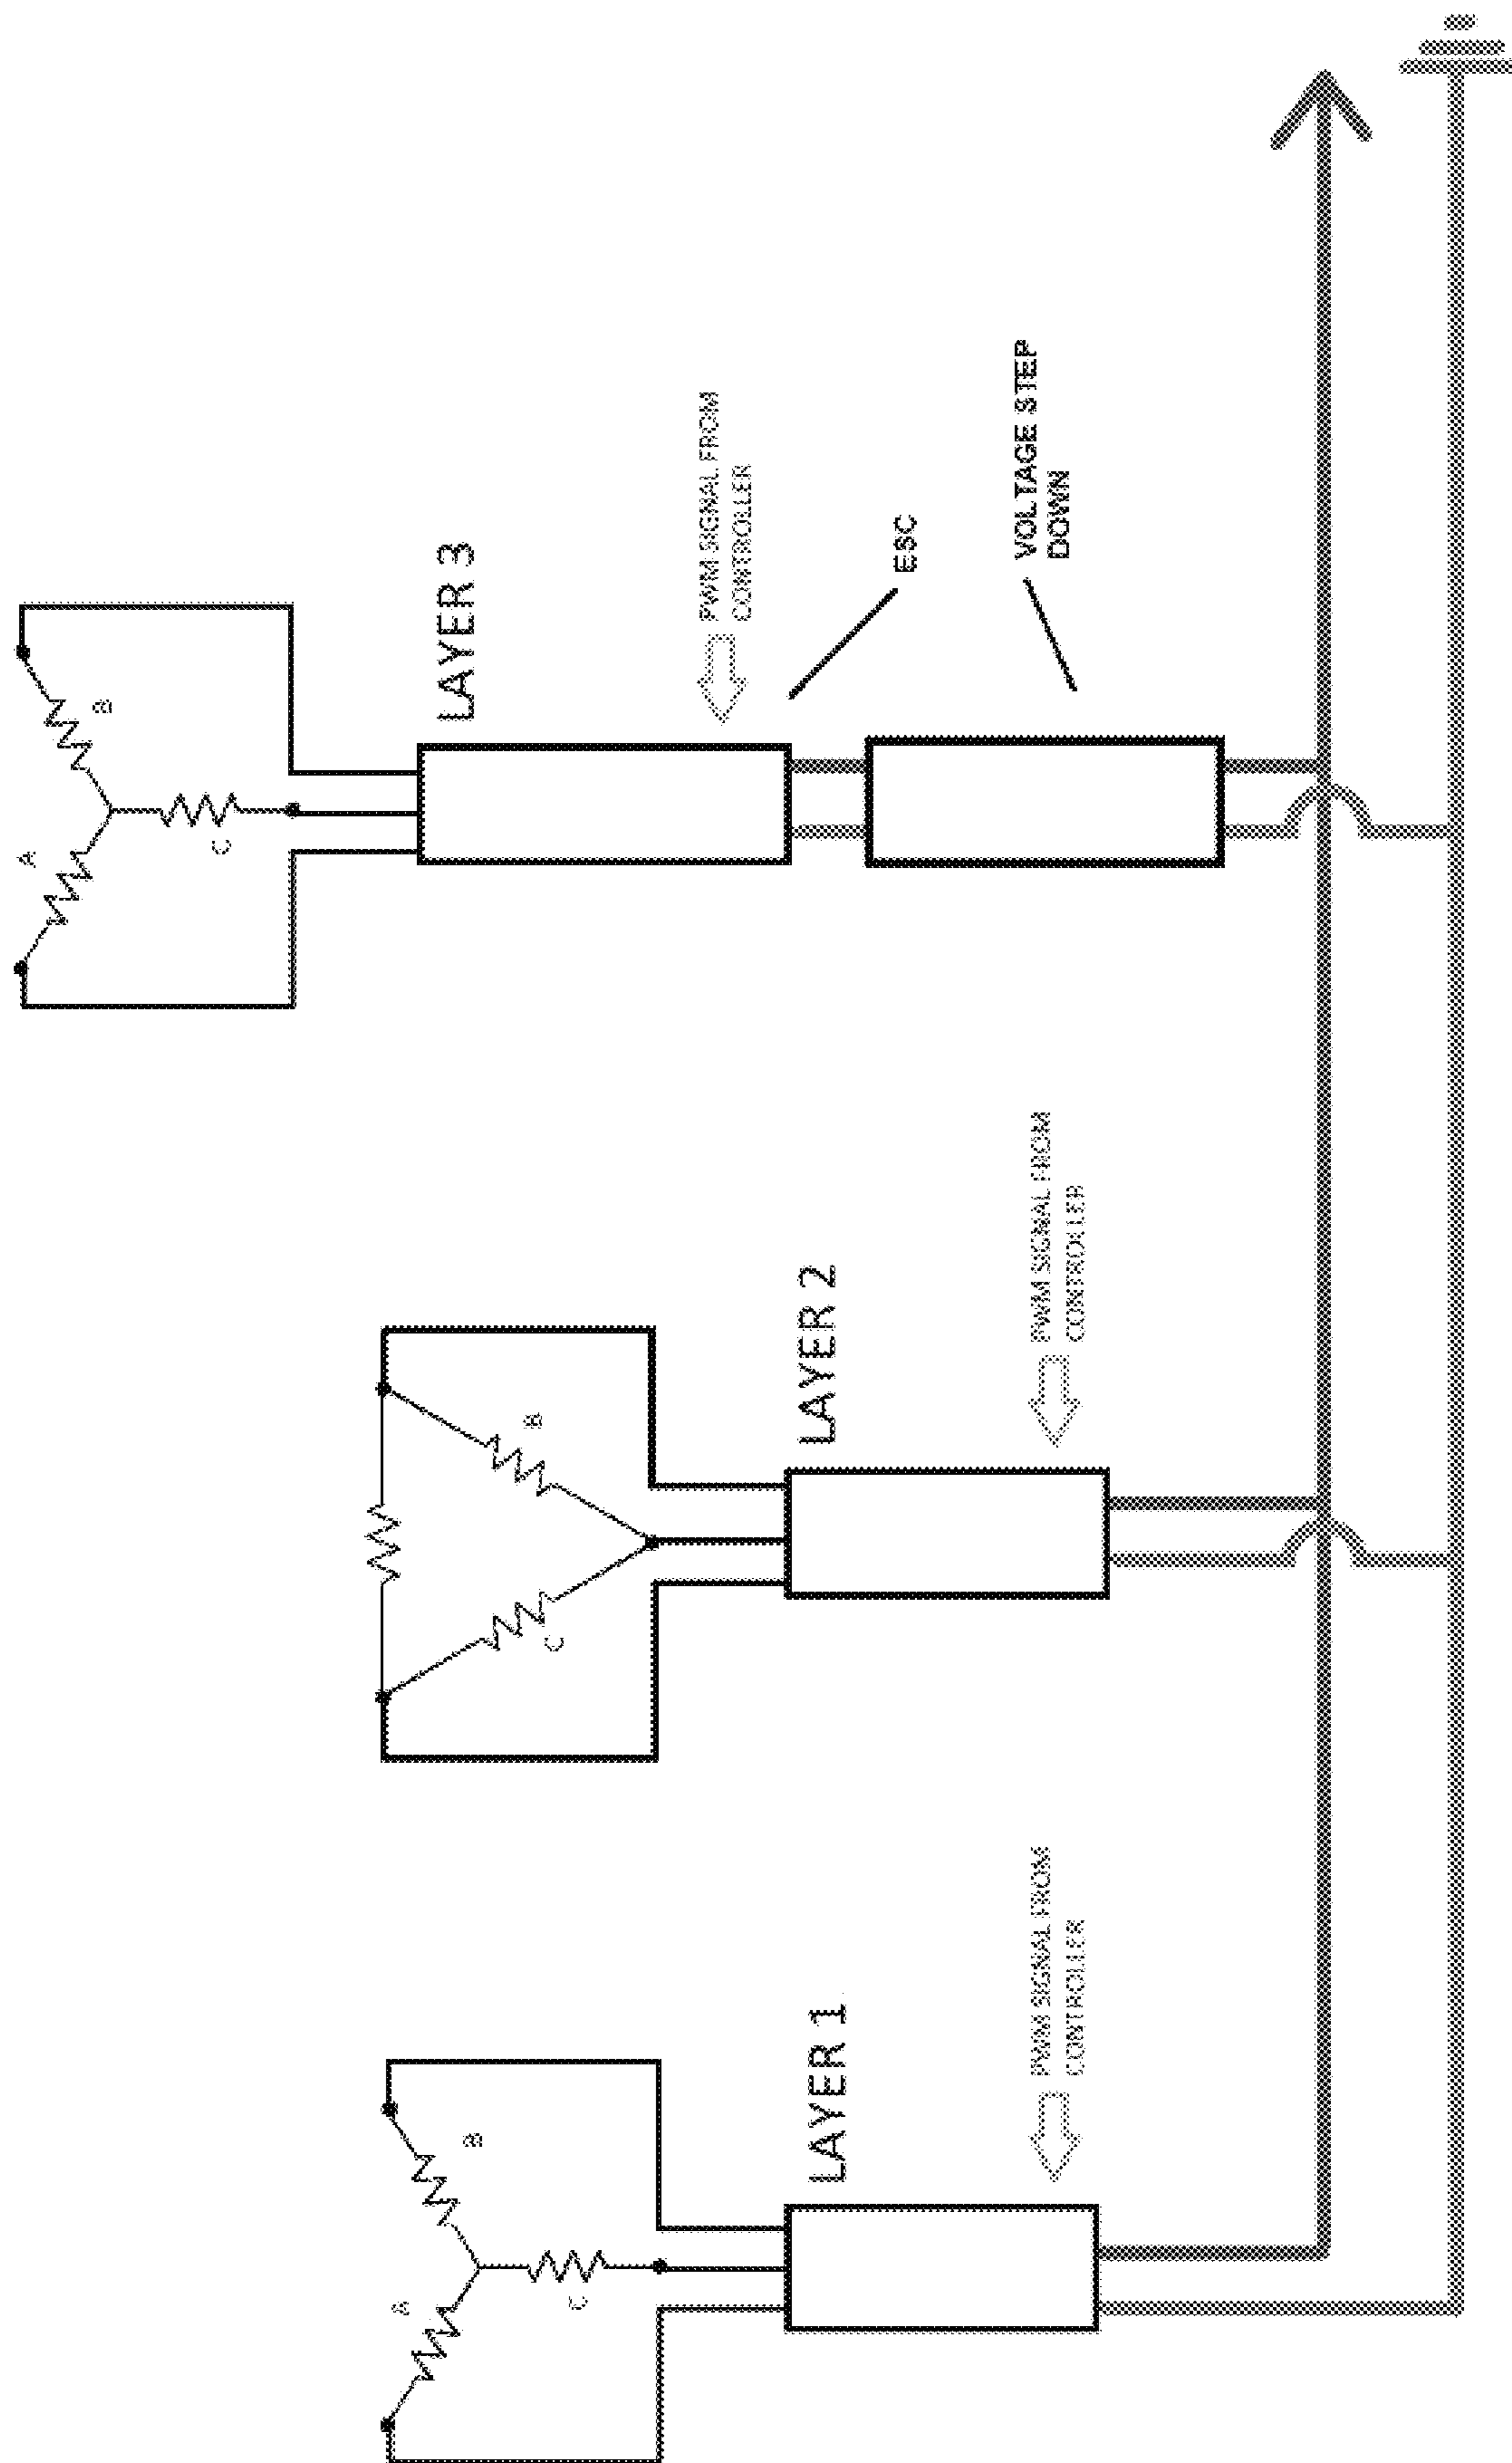 A
B
C
LAYER 1
PWM SIGNAL FROM
CONTROLLER
B
C
LAYER 2
PWM SIGNAL FROM
CONTROLLER
A
B
C
LAYER 3
PWM SIGNAL FROM
CONTROLLER
ESC
VOLTAGE STEP
DOWN